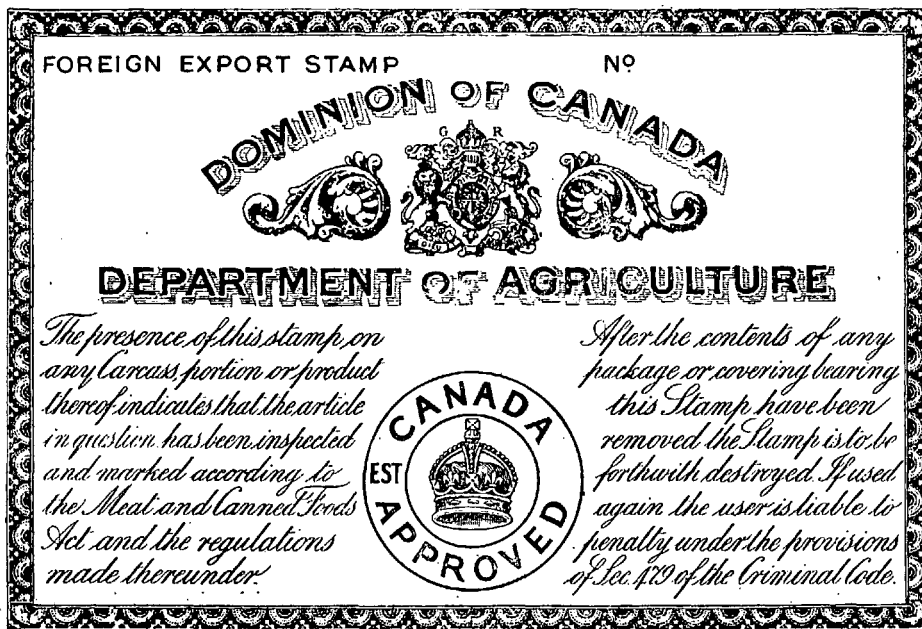 FOREIGN EXPORT STAMP Nº
DOMINION OF CANADA
G R
DEPARTMENT OF AGRICULTURE
The presence of this stamp on
any Carcass, portion or product
thereof indicates that the article
in question has been inspected
and marked according to
the Meat and Canned Foods
Act and the regulations
made thereunder.
CANADA
EST
APPROVED
After the contents of any
package or covering bearing
this Stamp have been
removed the Stamp is to be
forthwith destroyed. If used
again the user is liable to
penalty under the provisions
of Sec. 479 of the Criminal Code.